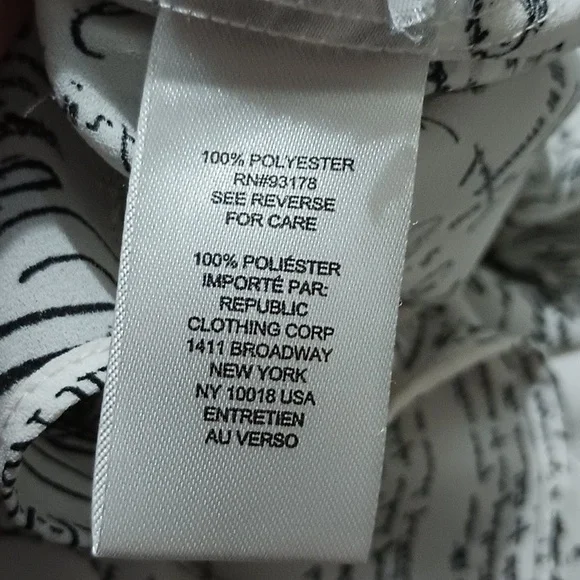 100% POLYESTER
RN#93178
SEE REVERSE
FOR CARE
100% POLIÉSTER
IMPORTÉ PAR:
REPUBLIC
CLOTHING CORP
1411 BROADWAY
NEW YORK
NY 10018 USA
ENTRETIEN
AU VERSO